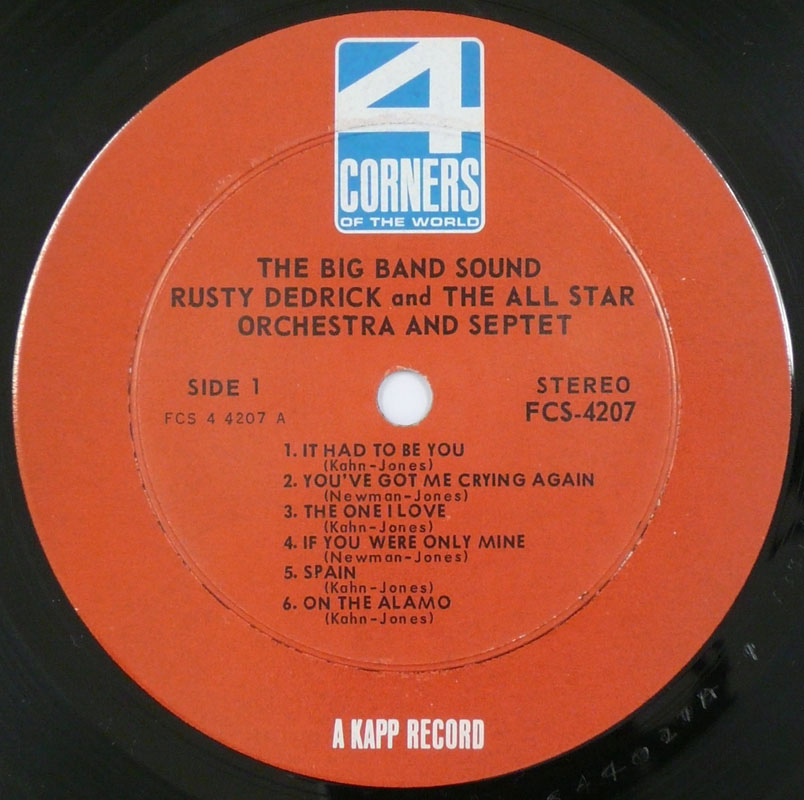 4
CORNERS
OF THE WORLD
THE BIG BAND SOUND
RUSTY DEDRICK and THE ALL STAR
ORCHESTRA AND SEPTET
SIDE 1
FCS 4 4207 A
STEREO
FCS-4207
1. IT HAD TO BE YOU
(Kahn-Jones)
2. YOU'VE GOT ME CRYING AGAIN
(Newman-Jones)
3. THE ONE I LOVE
(Kahn-Jones)
4. IF YOU WERE ONLY MINE
(Newman-Jones)
5. SPAIN
(Kahn-Jones)
6. ON THE ALAMO
(Kahn-Jones)
A KAPP RECORD